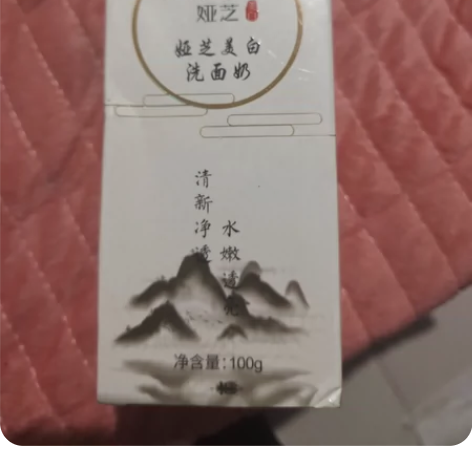 娅芝
娅芝美白
洗面奶
清新净透
水嫩透亮
净含量:100g